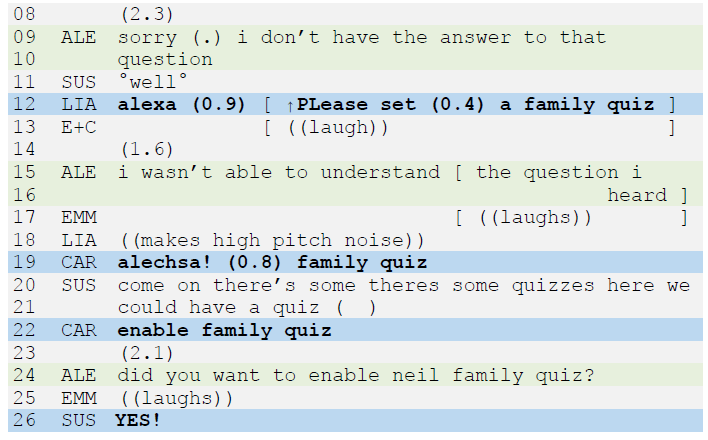 08 (2.3)
09 ALE sorry (.) i don’t have the answer to that
10 question
11 SUS °well°
12 LIA alexa (0.9) [ ↑PLease set (0.4) a family quiz ]
13 E+C [ ((laugh)) ]
14 (1.6)
15 ALE i wasn’t able to understand [ the question i
16 heard ]
17 EMM [ ((laughs)) ]
18 LIA ((makes high pitch noise))
19 CAR alechsa! (0.8) family quiz
20 SUS come on there’s some theres some quizzes here we
21 could have a quiz ( )
22 CAR enable family quiz
23 (2.1)
24 ALE did you want to enable neil family quiz?
25 EMM ((laughs))
26 SUS YES!